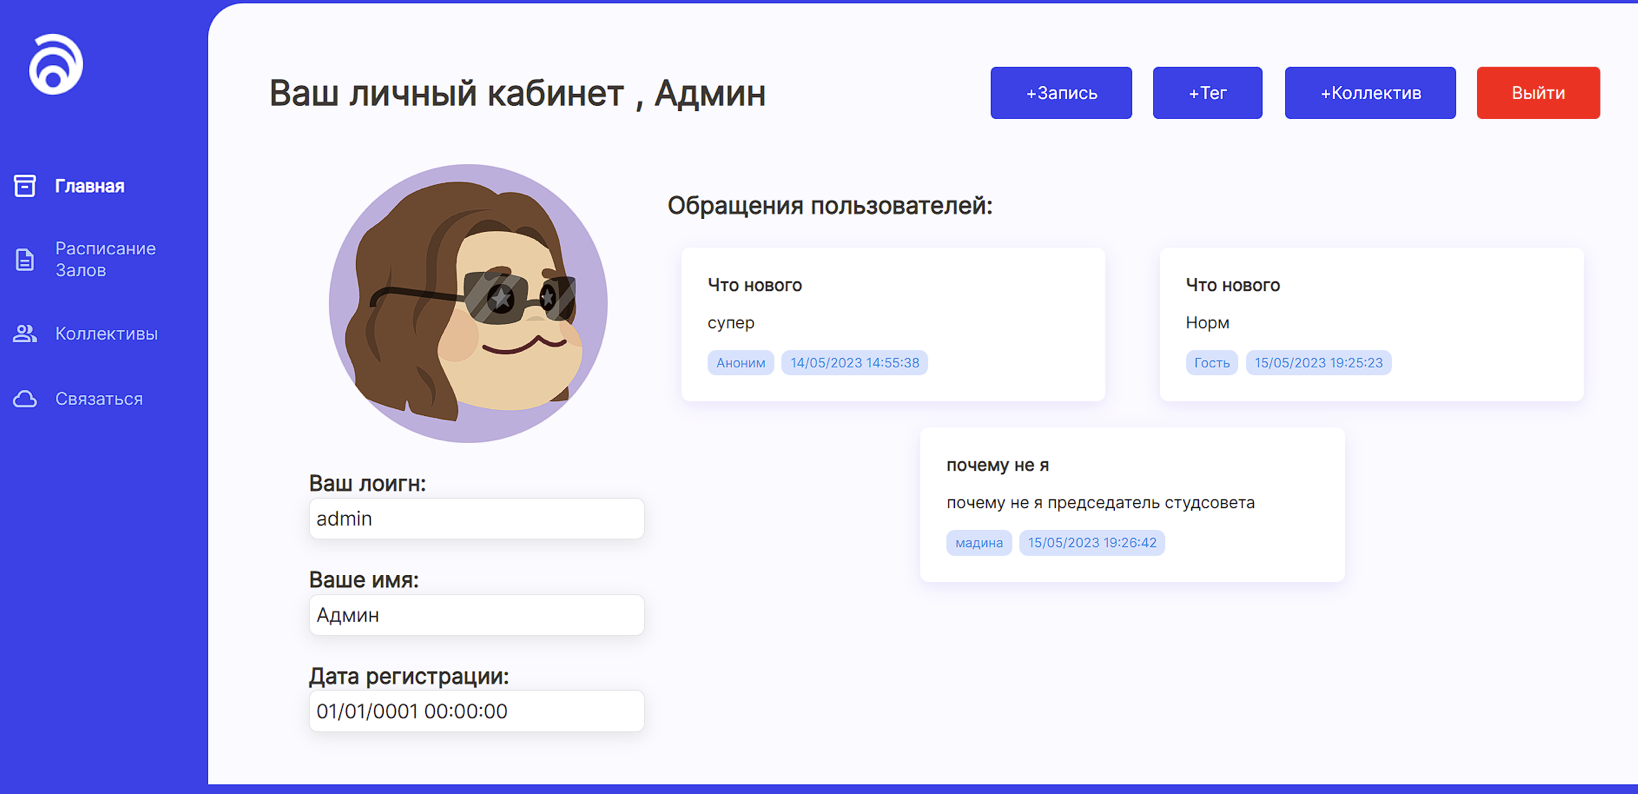 Главная
Расписание
Залов
Коллективы
Связаться
Ваш личный кабинет , Админ
+Запись
+Тег
+Коллектив
Выйти
Ваш лоигн:
admin
Ваше имя:
Админ
Дата регистрации:
01/01/0001 00:00:00
Обращения пользователей:
Что нового
супер
Аноним 14/05/2023 14:55:38
Что нового
Норм
Гость 15/05/2023 19:25:23
почему не я
почему не я председатель студсовета
мадина 15/05/2023 19:26:42